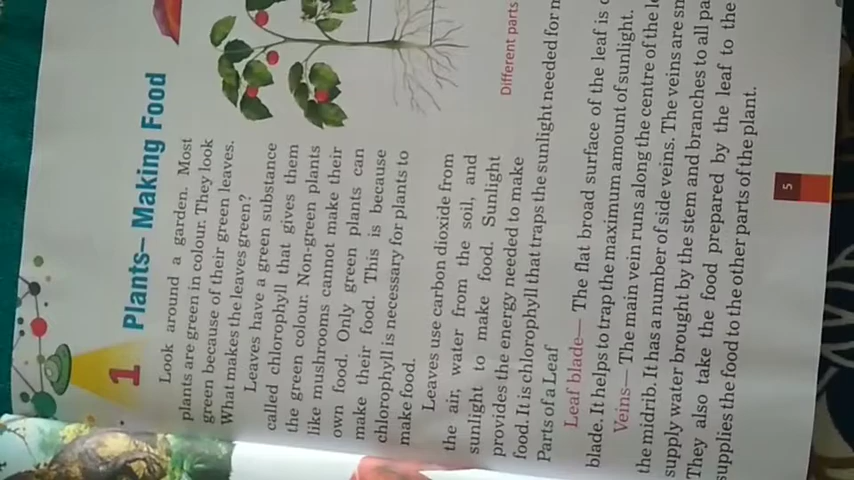 1
Plants– Making Food
Look around a garden. Most
plants are green in colour. They look
green because of their green leaves.
What makes the leaves green?
Leaves have a green substance
called chlorophyll that gives them
the green colour. Non-green plants
like mushrooms cannot make their
own food. Only green plants can
make their food. This is because
chlorophyll is necessary for plants to
make food.
Leaves use carbon dioxide from
the air, water from the soil, and
sunlight to make food. Sunlight
provides the energy needed to make
food. It is chlorophyll that traps the sunlight needed for
Different parts
Parts of a Leaf
Leaf blade— The flat broad surface of the leaf is
blade. It helps to trap the maximum amount of sunlight.
Veins— The main vein runs along the centre of the
the midrib. It has a number of side veins. The veins are
supply water brought by the stem and branches to all
They also take the food prepared by the leaf to the
supplies the food to the other parts of the plant.
5